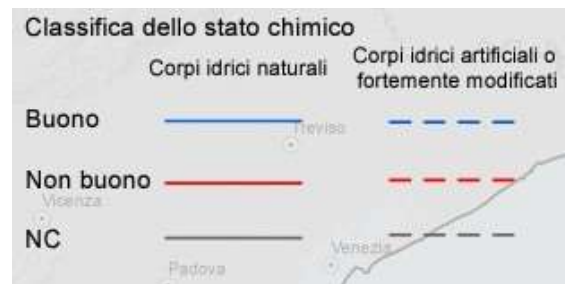 Classifica dello stato chimico
Corpi idrici naturali
Corpi idrici artificiali o
fortemente modificati
Buono
Treviso
Non buono
Vicenza
NC
Venezia
Padova